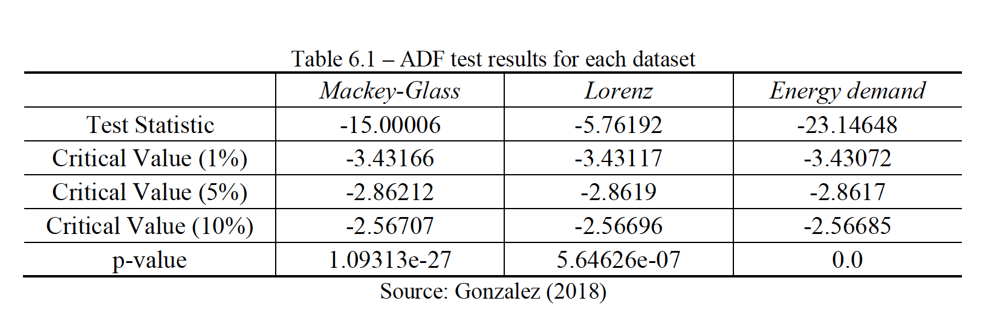 Table 6.1 – ADF test results for each dataset
Mackey-Glass Lorenz Energy demand
Test Statistic -15.00006 -5.76192 -23.14648
Critical Value (1%) -3.43166 -3.43117 -3.43072
Critical Value (5%) -2.86212 -2.8619 -2.8617
Critical Value (10%) -2.56707 -2.56696 -2.56685
p-value 1.09313e-27 5.64626e-07 0.0
Source: Gonzalez (2018)